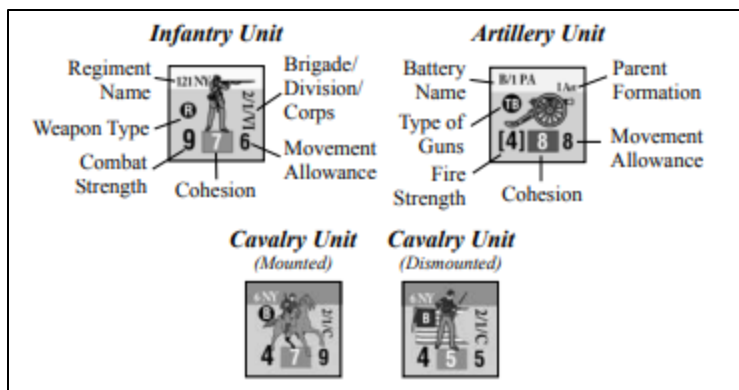 Infantry Unit
Artillery Unit
Regiment
Name
121 NY
Brigade/
Division/
Corps
2/1/VI
Weapon Type
R
9 7 6
Combat
Strength
Cohesion
Movement
Allowance
Battery
Name
B/1 PA
1 Art
Parent
Formation
Type of
Guns
TB
[4] 8 8
Movement
Allowance
Fire
Strength
Cohesion
Cavalry Unit
(Mounted)
Cavalry Unit
(Dismounted)
6 NY
B
2/1/C
4 7 9
6 NY
B
2/1/C
4 5 5